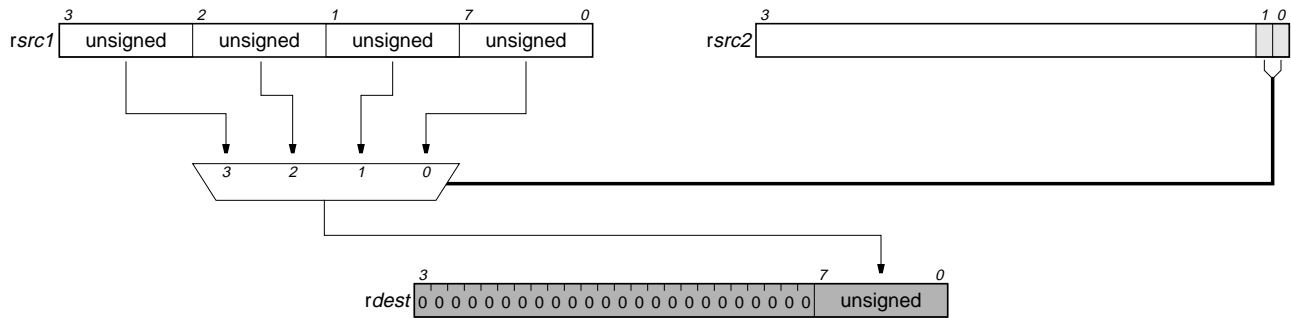 3 2 1 7 0 3 1 0
rsrc1 unsigned unsigned unsigned unsigned rsrc2
3 2 1 0
3 7 0
rdest 0 0 0 0 0 0 0 0 0 0 0 0 0 0 0 0 0 0 0 0 0 0 0 0 unsigned